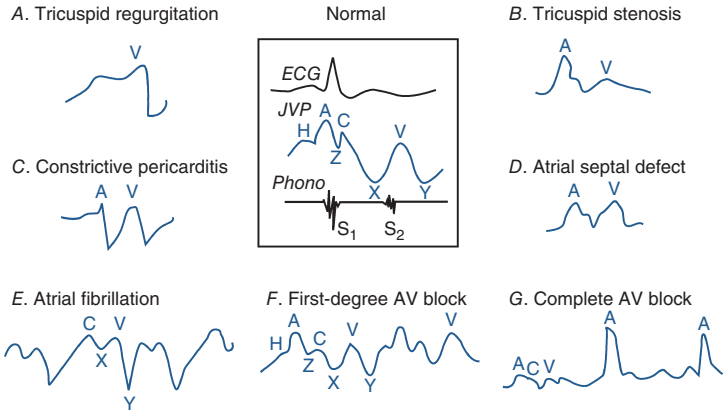 A. Tricuspid regurgitation
V
Normal
ECG
JVP
H
A
C
Z
V
X
Y
Phono
S1
S2
B. Tricuspid stenosis
A
V
C. Constrictive pericarditis
A V
D. Atrial septal defect
A V
E. Atrial fibrillation
C V
X
Y
F. First-degree AV block
H
A
Z
C
X
V
Y
V
G. Complete AV block
A C V
A
A